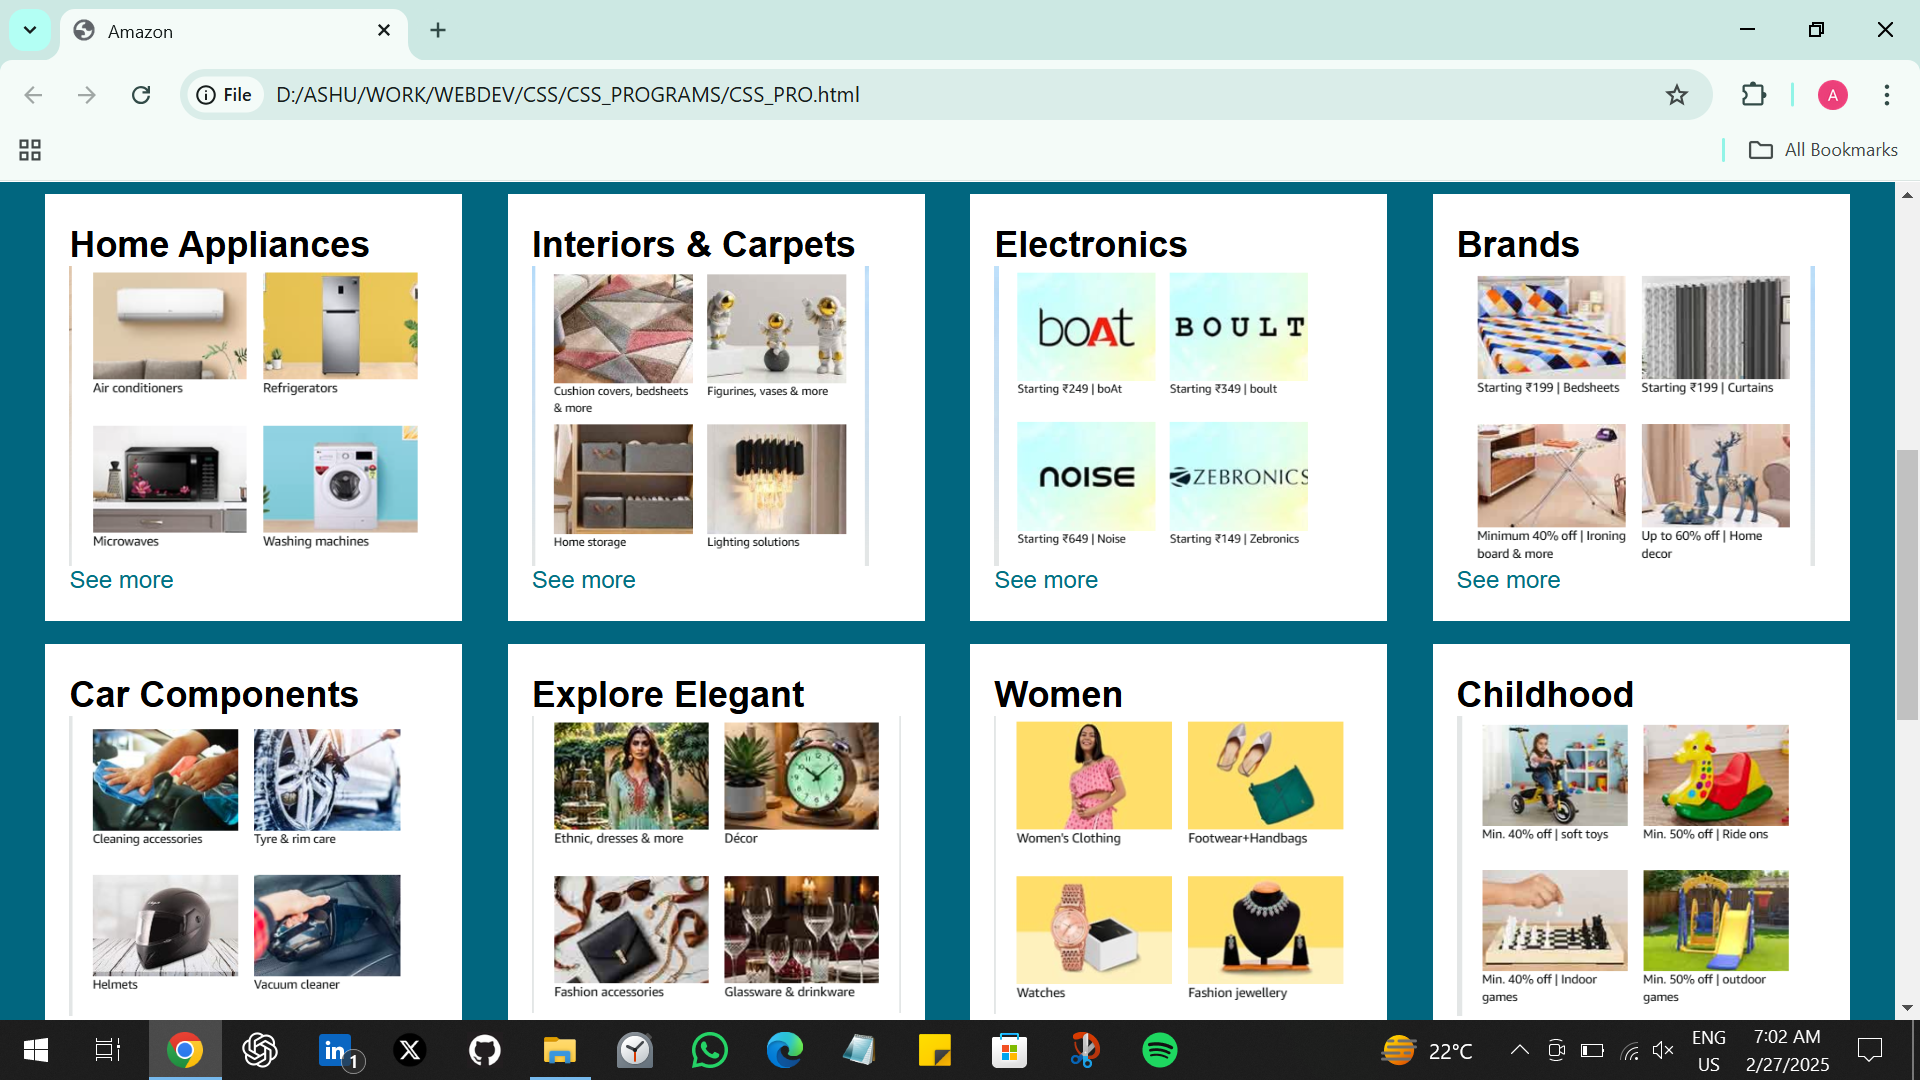 Amazon
File
D:/ASHU/WORK/WEBDEV/CSS/CSS_PROGRAMS/CSS_PRO.html
A
All Bookmarks
Home Appliances
Air conditioners
Refrigerators
Microwaves
Washing machines
See more
Interiors & Carpets
Cushion covers, bedsheets
& more
Figurines, vases & more
Home storage
Lighting solutions
See more
Electronics
boAt
BOULT
Starting ₹249 | boAt
Starting ₹349 | boult
noise
ZEBRONICS
Starting ₹649 | Noise
Starting ₹149 | Zebronics
See more
Brands
Starting ₹199 | Bedsheets
Starting ₹199 | Curtains
Minimum 40% off | Ironing
board & more
Up to 60% off | Home
decor
See more
Car Components
Cleaning accessories
Tyre & rim care
Helmets
Vacuum cleaner
Explore Elegant
Ethnic, dresses & more
Décor
Fashion accessories
Glassware & drinkware
Women
Women's Clothing
Footwear+Handbags
Watches
Fashion jewellery
Childhood
Min. 40% off | soft toys
Min. 50% off | Ride ons
Min. 40% off | Indoor
games
Min. 50% off | outdoor
games
in
1
X
22°C
ENG
US
7:02 AM
2/27/2025